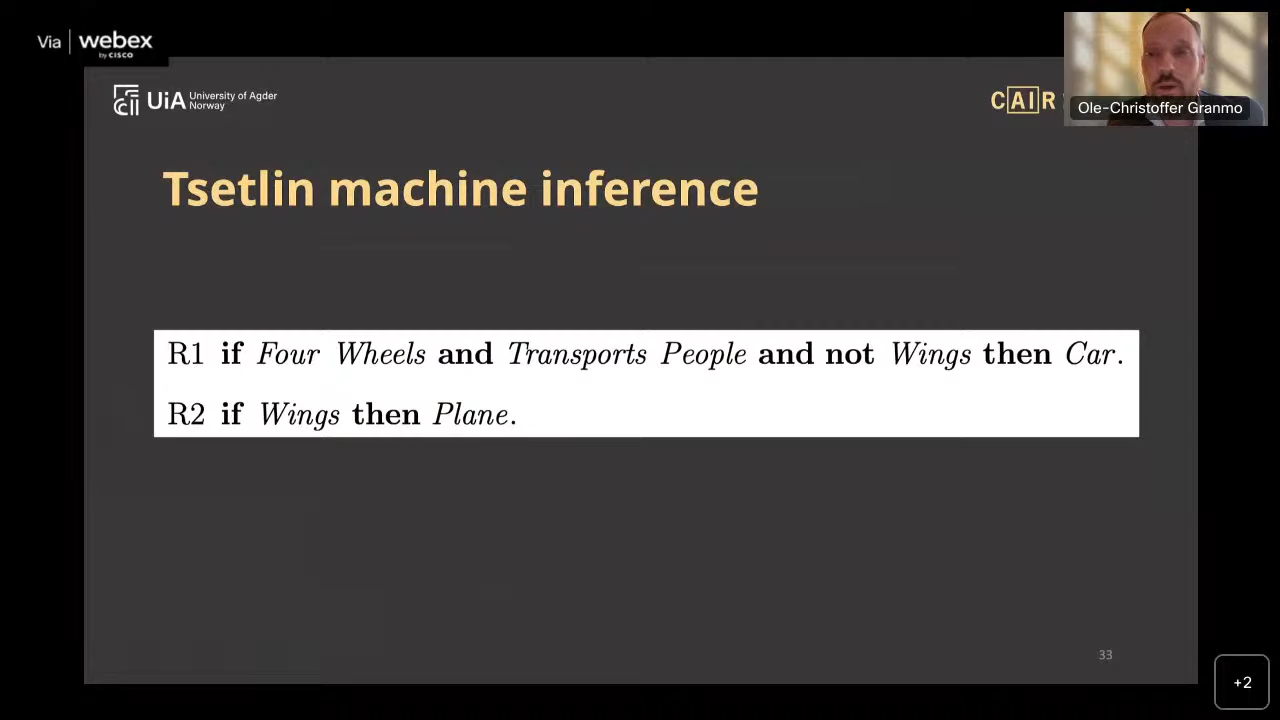 Via webex
by CISCO
UiA University of Agder
Norway
CAIR
Ole-Christoffer Granmo
Tsetlin machine inference
R1 if Four Wheels and Transports People and not Wings then Car.
R2 if Wings then Plane.
33
+2